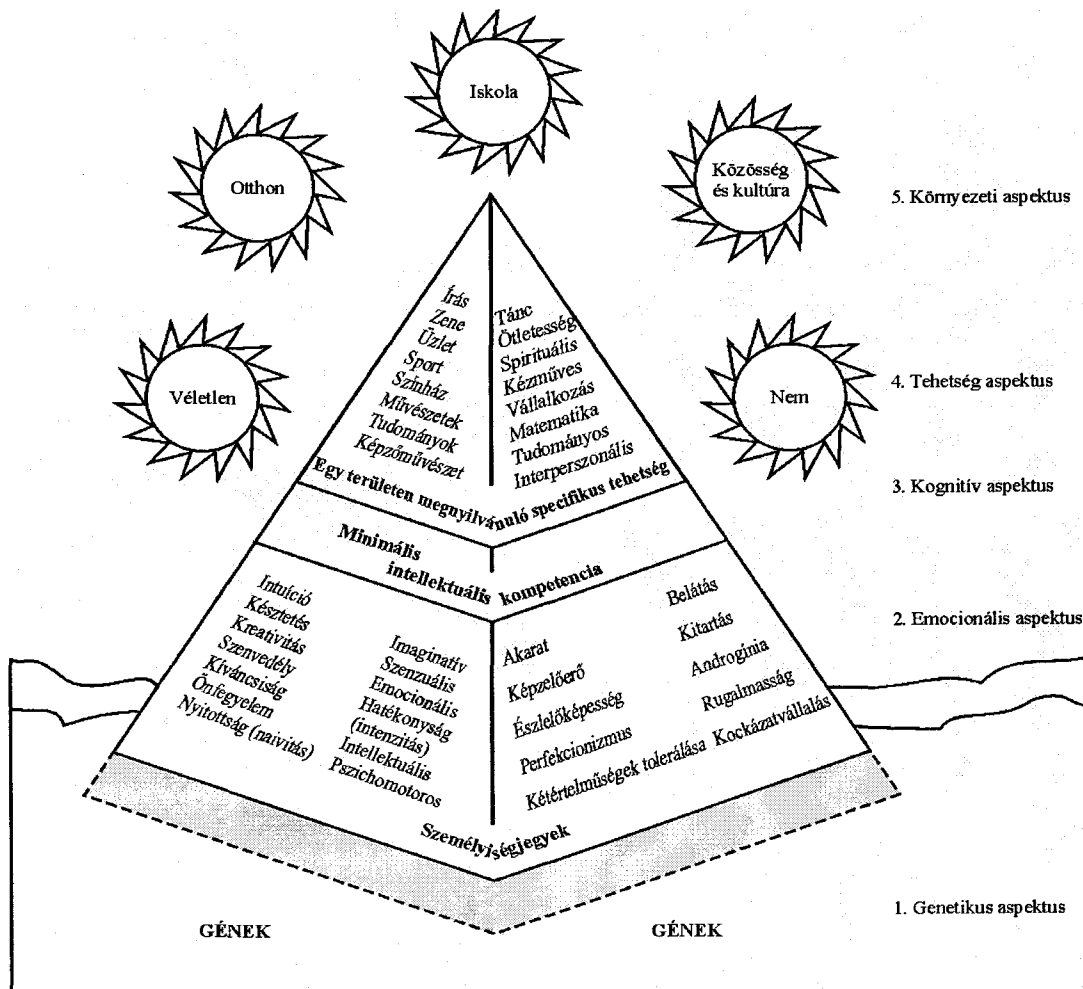 Iskola
Otthon
Közösség
és kultúra
5. Környezeti aspektus
Véletlen
Nem
4. Tehetség aspektus
Írás
Zene
Üzlet
Sport
Színház
Művészetek
Tudományok
Képzőművészet
Tánc
Ötletesség
Spirituális
Kézműves
Vállalkozás
Matematika
Tudományos
Interperszonális
Egy területen megnyilvánuló specifikus tehetség
3. Kognitív aspektus
Minimális
intellektuális kompetencia
2. Emocionális aspektus
Intuíció
Késztetés
Kreativitás
Szenvedély
Kíváncsiság
Önfegyelem
Nyitottság (naivitás)
Imaginatív
Szenzuális
Emocionális
Hatékonyság
(intenzitás)
Intellektuális
Pszichomotoros
Akarat
Képzelőerő
Észlelőképesség
Perfekcionizmus
Kétértelműségek tolerálása
Belátás
Kitartás
Androginia
Rugalmasság
Kockázatvállalás
Személyiségjegyek
1. Genetikus aspektus
GÉNEK
GÉNEK